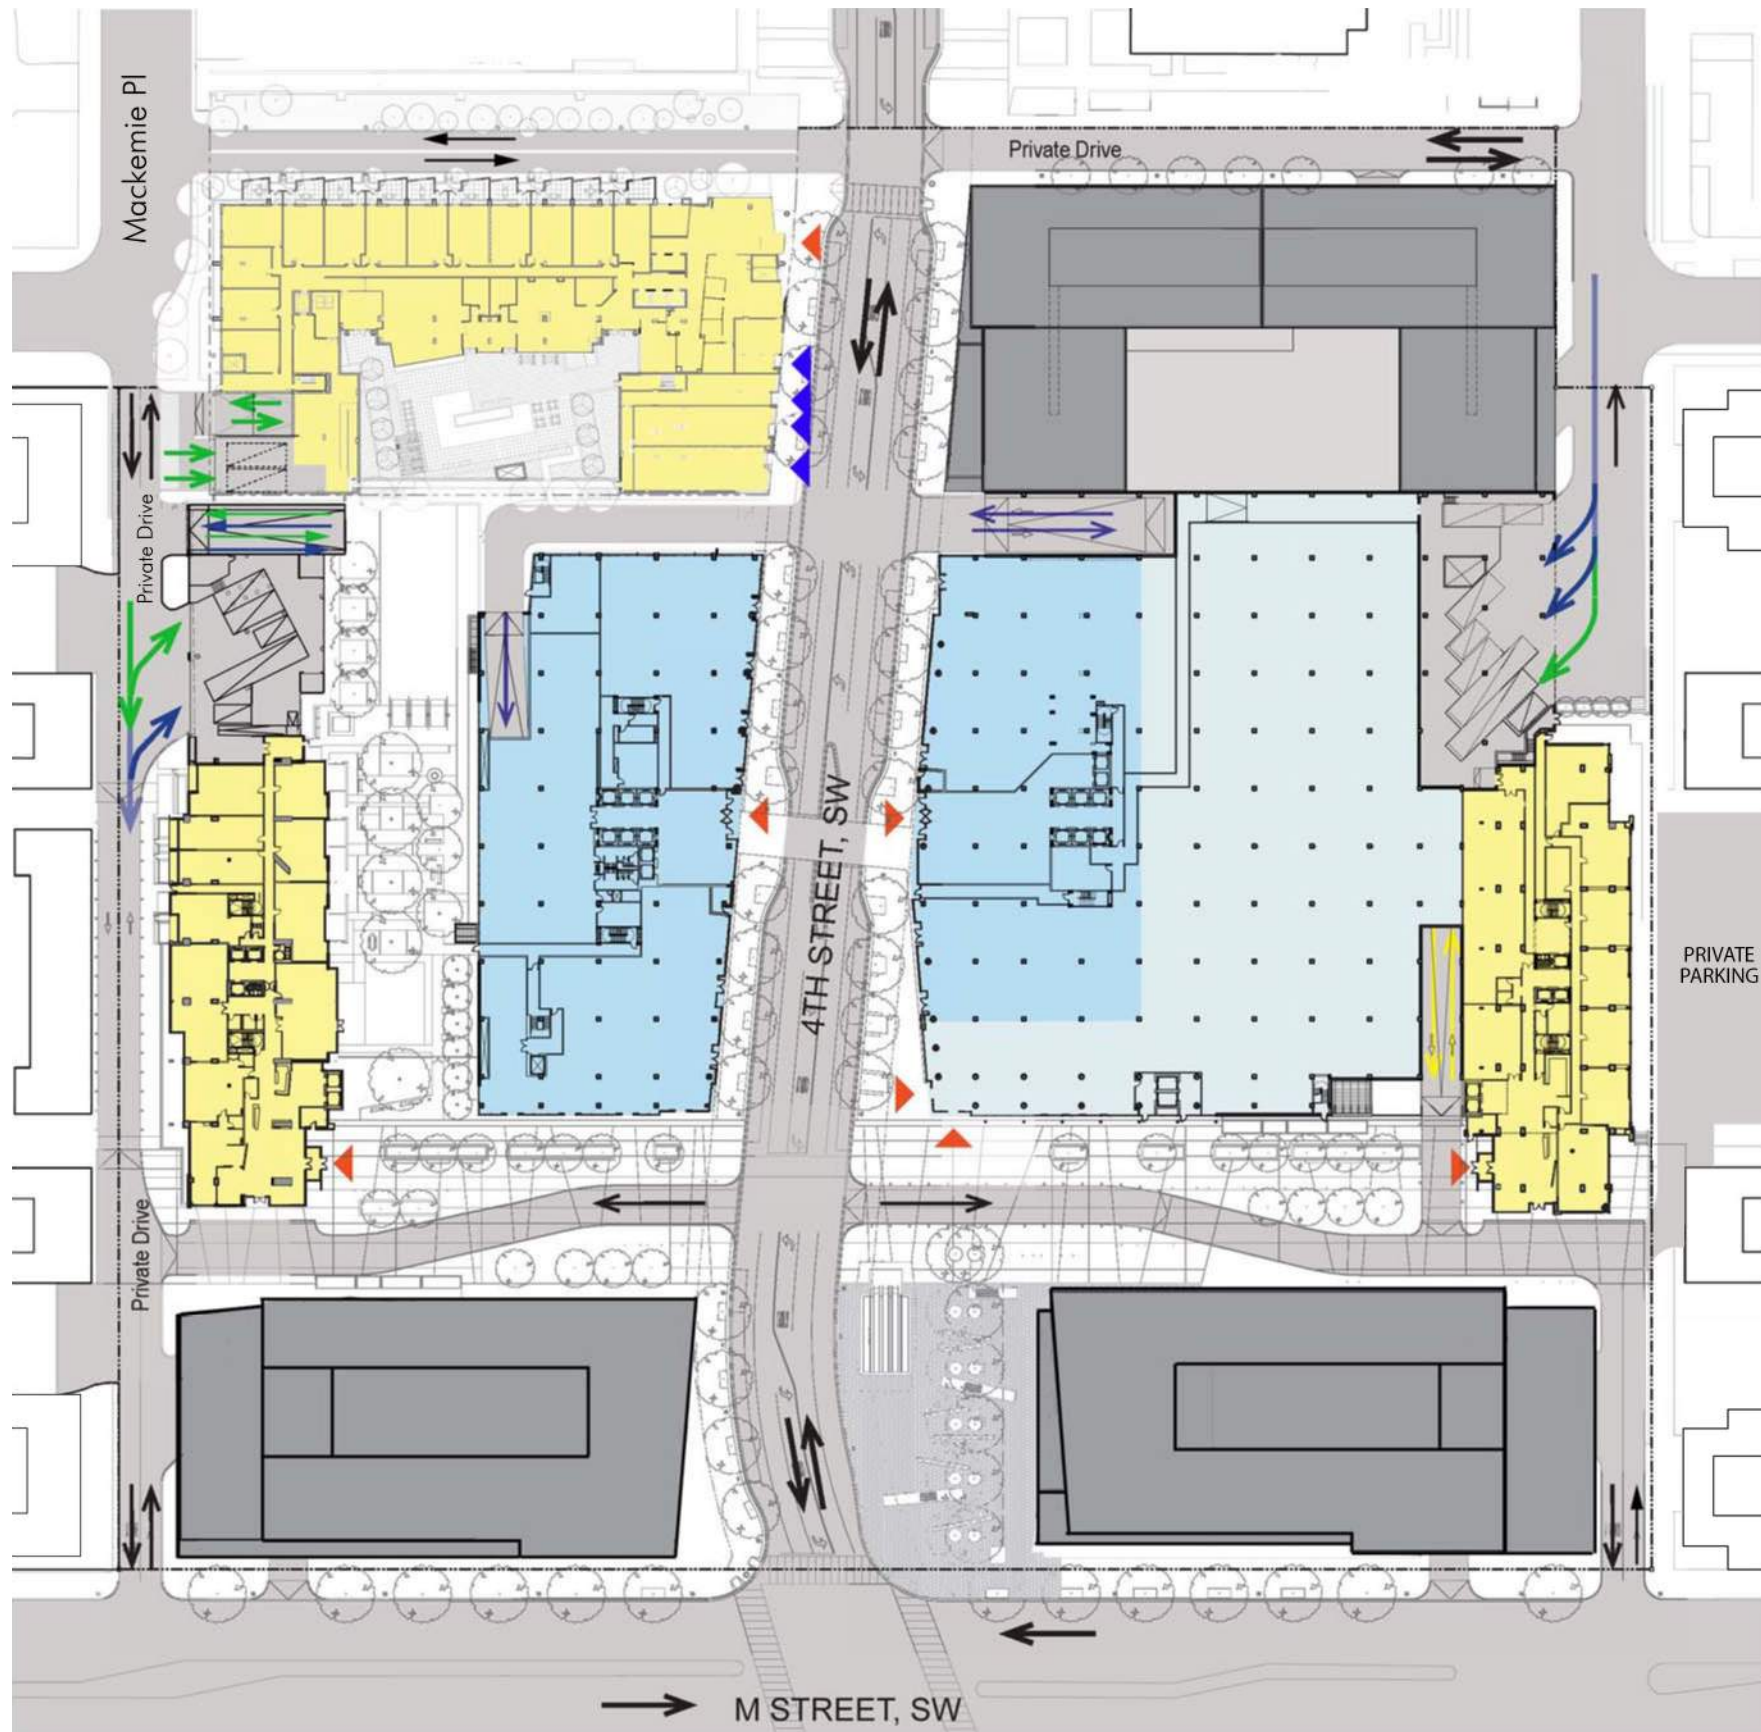 Mackemie Pl
Private Drive
Private Drive
4TH STREET, SW
PRIVATE
PARKING
Private Drive
M STREET, SW